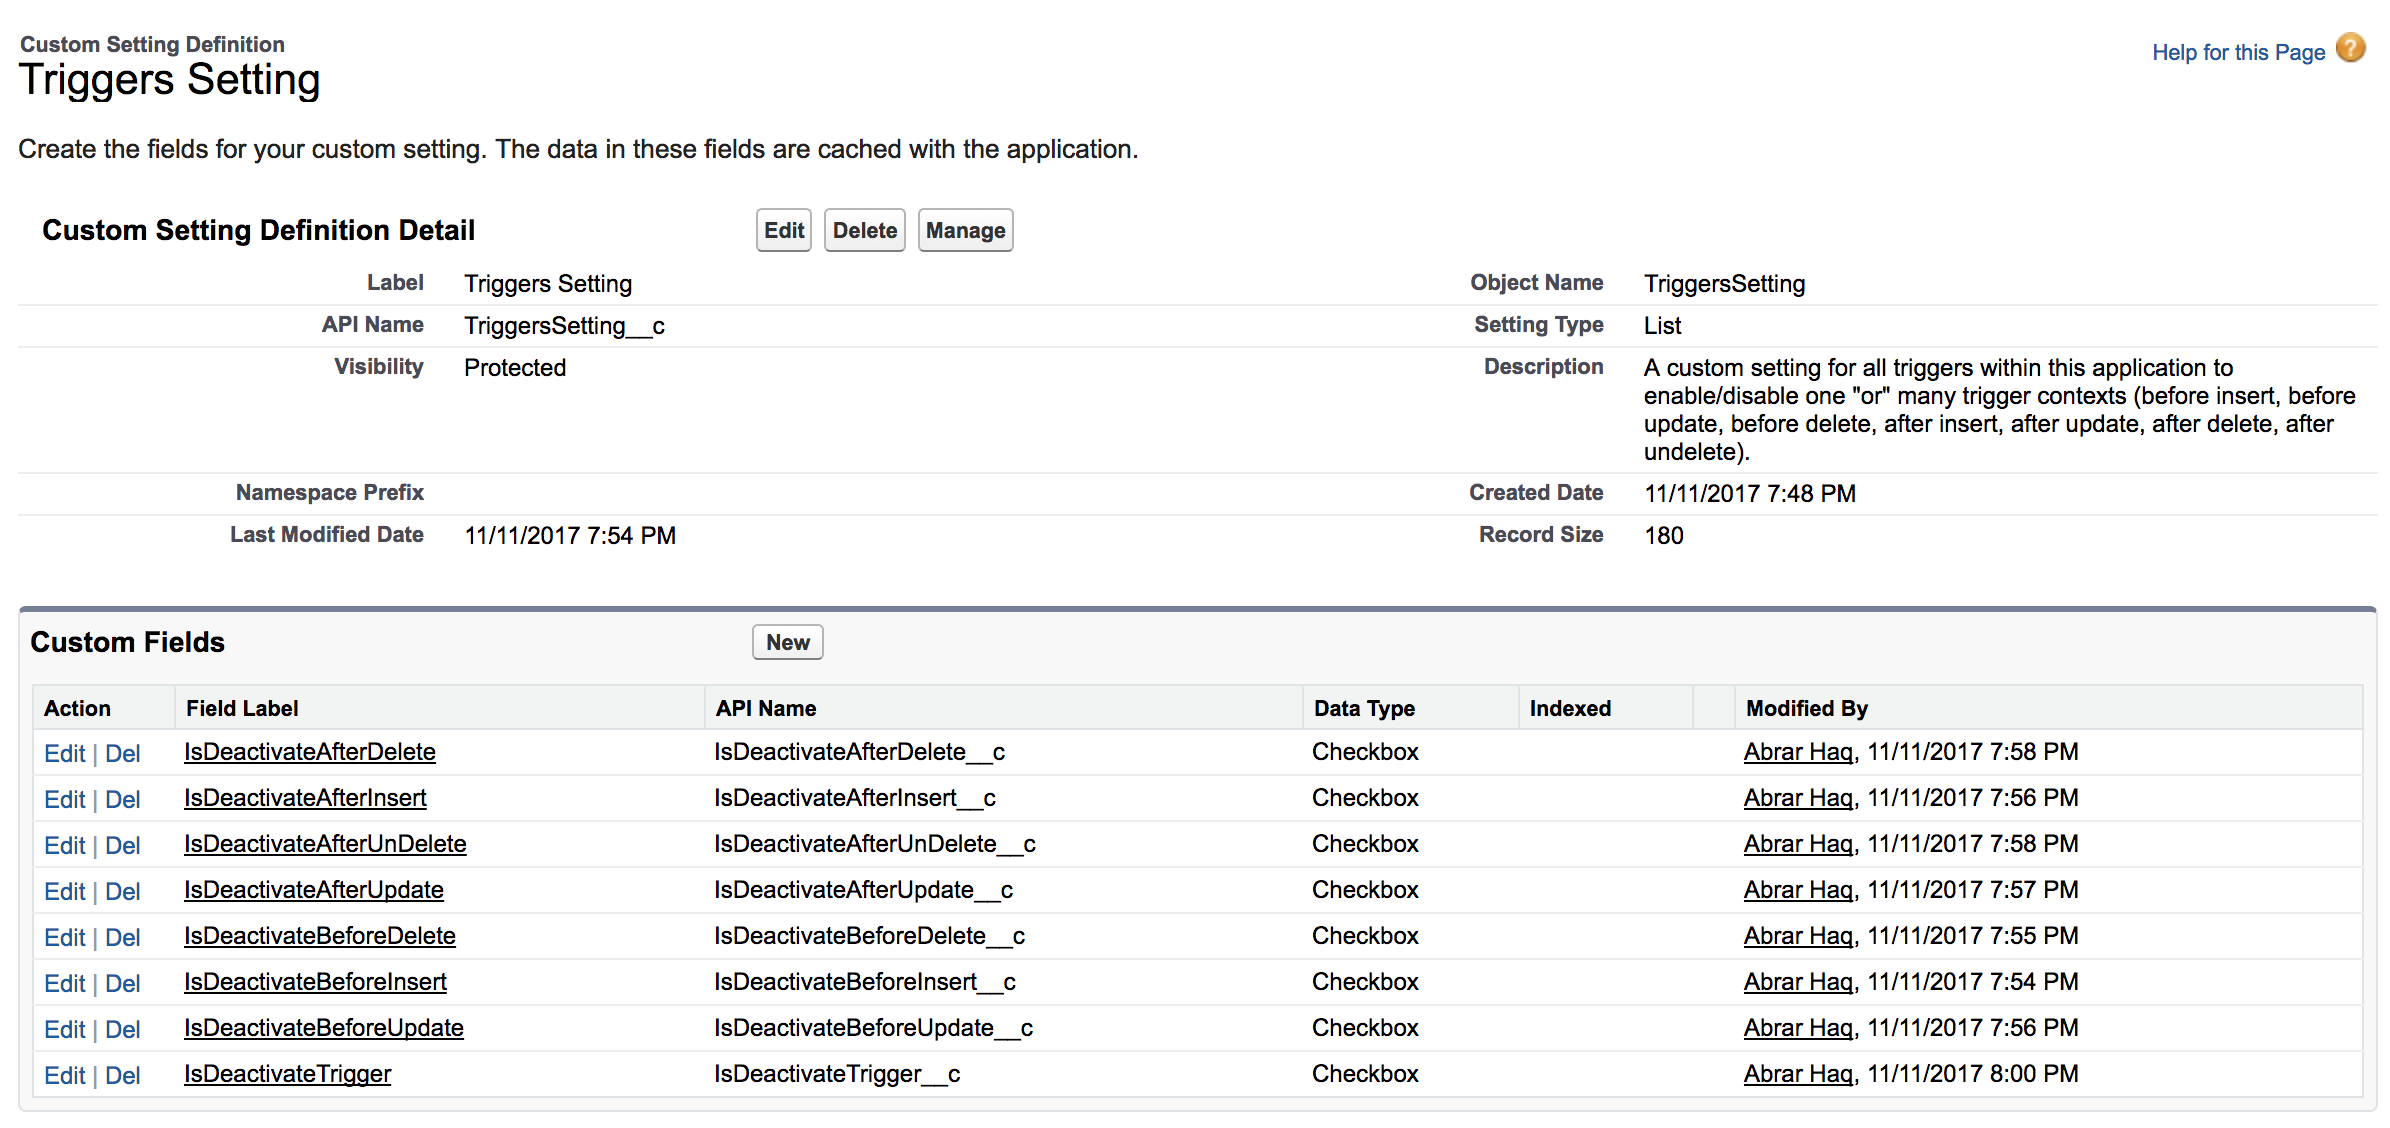 Custom Setting Definition
Triggers Setting
Help for this Page ?
Create the fields for your custom setting. The data in these fields are cached with the application.
Custom Setting Definition Detail Edit Delete Manage
Label Triggers Setting Object Name TriggersSetting
API Name TriggersSetting__c Setting Type List
Visibility Protected Description A custom setting for all triggers within this application to
enable/disable one "or" many trigger contexts (before insert, before
update, before delete, after insert, after update, after delete, after
undelete).
Namespace Prefix Created Date 11/11/2017 7:48 PM
Last Modified Date 11/11/2017 7:54 PM Record Size 180
Custom Fields New
Action Field Label API Name Data Type Indexed Modified By
Edit | Del IsDeactivateAfterDelete IsDeactivateAfterDelete__c Checkbox Abrar Haq, 11/11/2017 7:58 PM
Edit | Del IsDeactivateAfterInsert IsDeactivateAfterInsert__c Checkbox Abrar Haq, 11/11/2017 7:56 PM
Edit | Del IsDeactivateAfterUnDelete IsDeactivateAfterUnDelete__c Checkbox Abrar Haq, 11/11/2017 7:58 PM
Edit | Del IsDeactivateAfterUpdate IsDeactivateAfterUpdate__c Checkbox Abrar Haq, 11/11/2017 7:57 PM
Edit | Del IsDeactivateBeforeDelete IsDeactivateBeforeDelete__c Checkbox Abrar Haq, 11/11/2017 7:55 PM
Edit | Del IsDeactivateBeforeInsert IsDeactivateBeforeInsert__c Checkbox Abrar Haq, 11/11/2017 7:54 PM
Edit | Del IsDeactivateBeforeUpdate IsDeactivateBeforeUpdate__c Checkbox Abrar Haq, 11/11/2017 7:56 PM
Edit | Del IsDeactivateTrigger IsDeactivateTrigger__c Checkbox Abrar Haq, 11/11/2017 8:00 PM